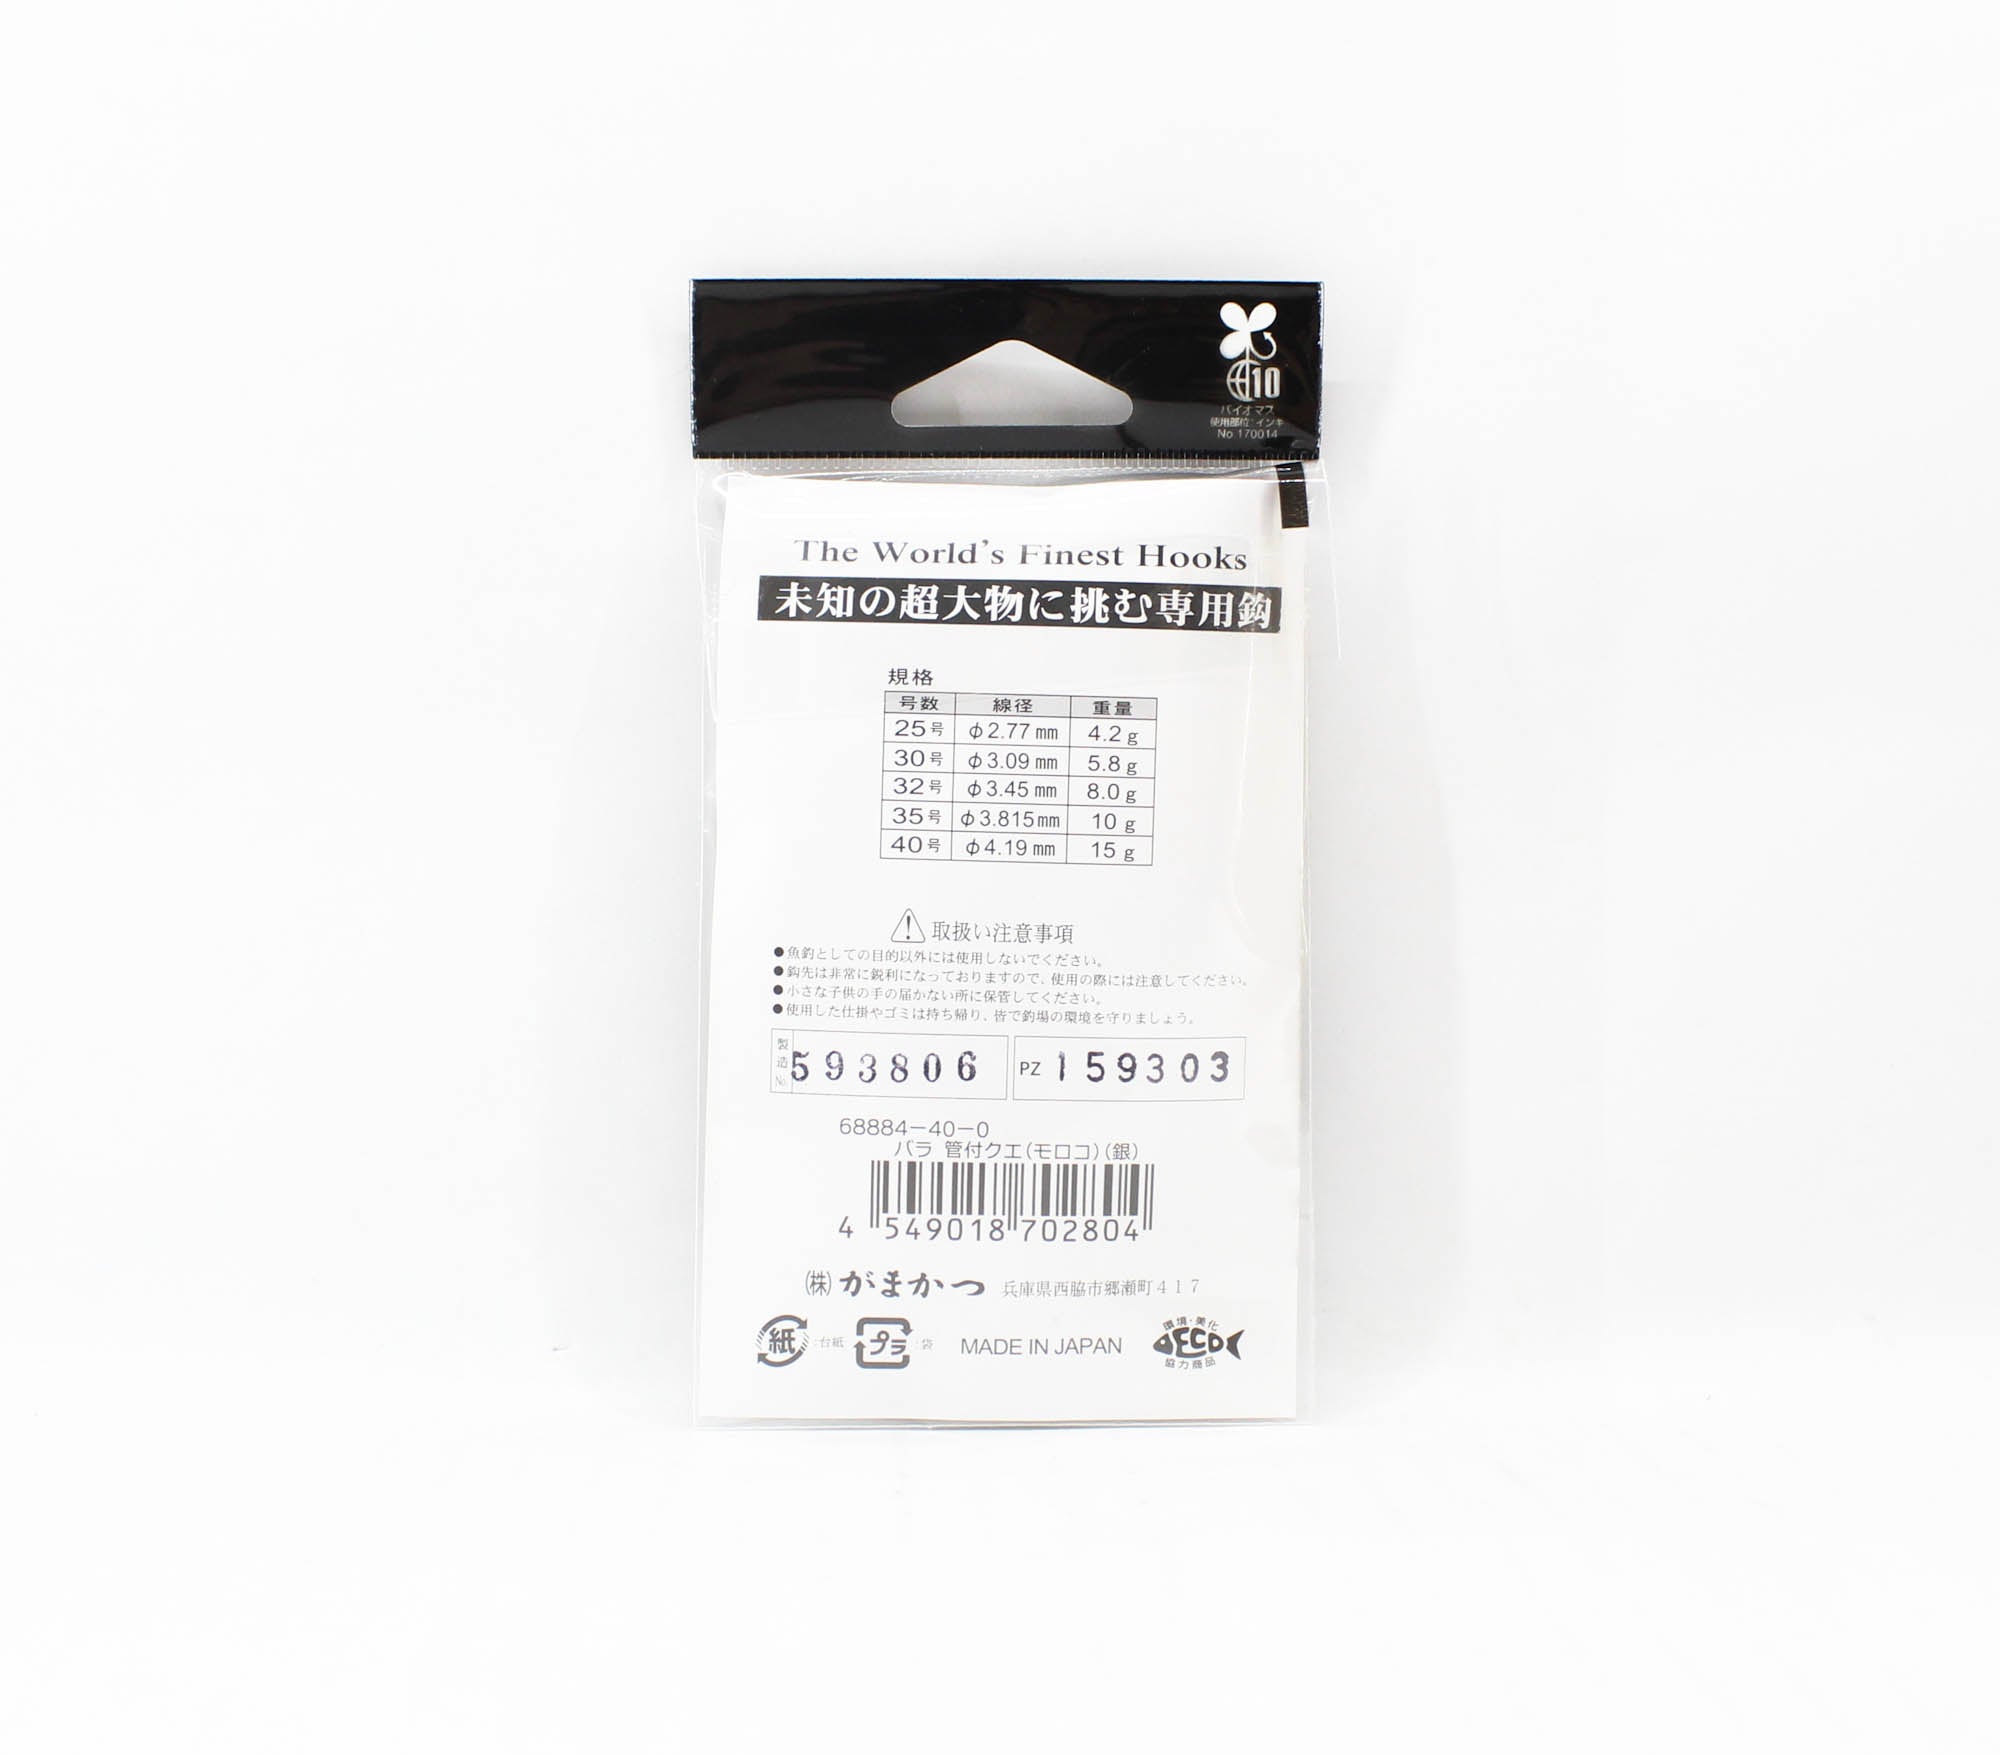 10
バイオマス
使用部位:インキ
No.170014
The World's Finest Hooks
未知の超大物に挑む専用鈎
規格
号数 線径 重量
25号 φ2.77㎜ 4.2g
30号 φ3.09㎜ 5.8g
32号 φ3.45㎜ 8.0g
35号 φ3.815㎜ 10g
40号 φ4.19㎜ 15g
取扱い注意事項
●魚釣としての目的以外には使用しないでください。
●鈎先は非常に鋭利になっておりますので、使用の際には注意してください。
●小さな子供の手の届かない所に保管してください。
●使用した仕掛やゴミは持ち帰り、皆で釣場の環境を守りましょう。
製造No. 593806 PZ 159303
68884-40-0
バラ 管付クエ(モロコ)(銀)
4 549018 702804
㈱がまかつ 兵庫県西脇市郷瀬町417
紙 :台紙 プラ :袋 MADE IN JAPAN
環境・美化
ECO
協力商品